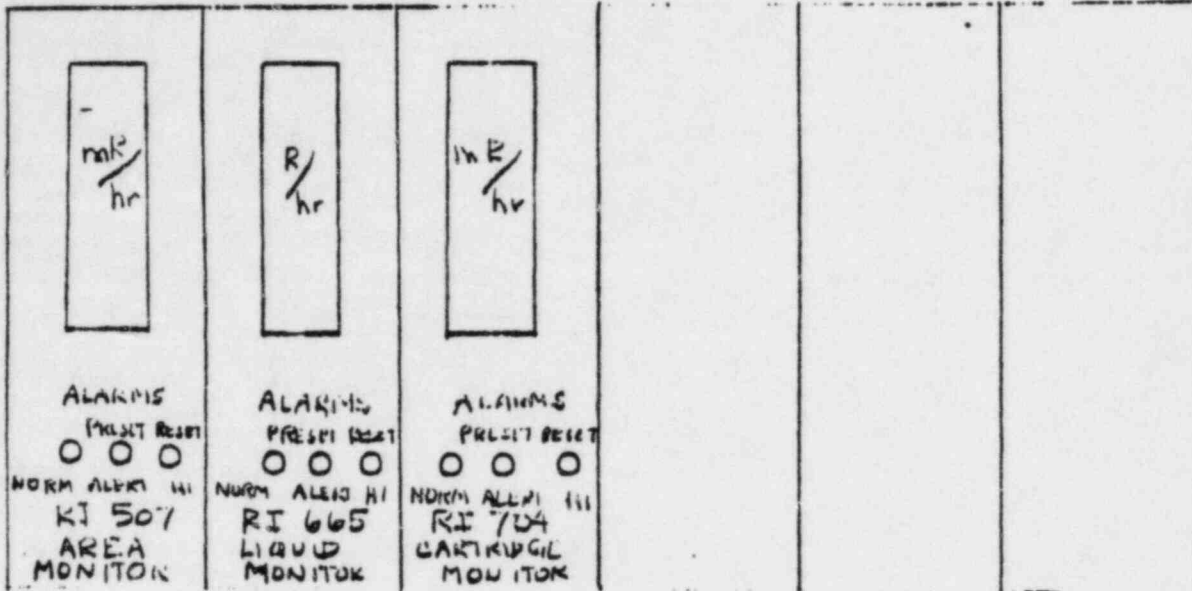 mR/hr
ALARMS
PRESET RESET
NORM ALERT HI
RI 507
AREA
MONITOR
R/hr
ALARMS
PRESET RESET
NORM ALERT HI
RI 665
LIQUID
MONITOR
mR/hr
ALARMS
PRESET RESET
NORM ALERT HI
RI 704
CARTRIDGE
MONITOR